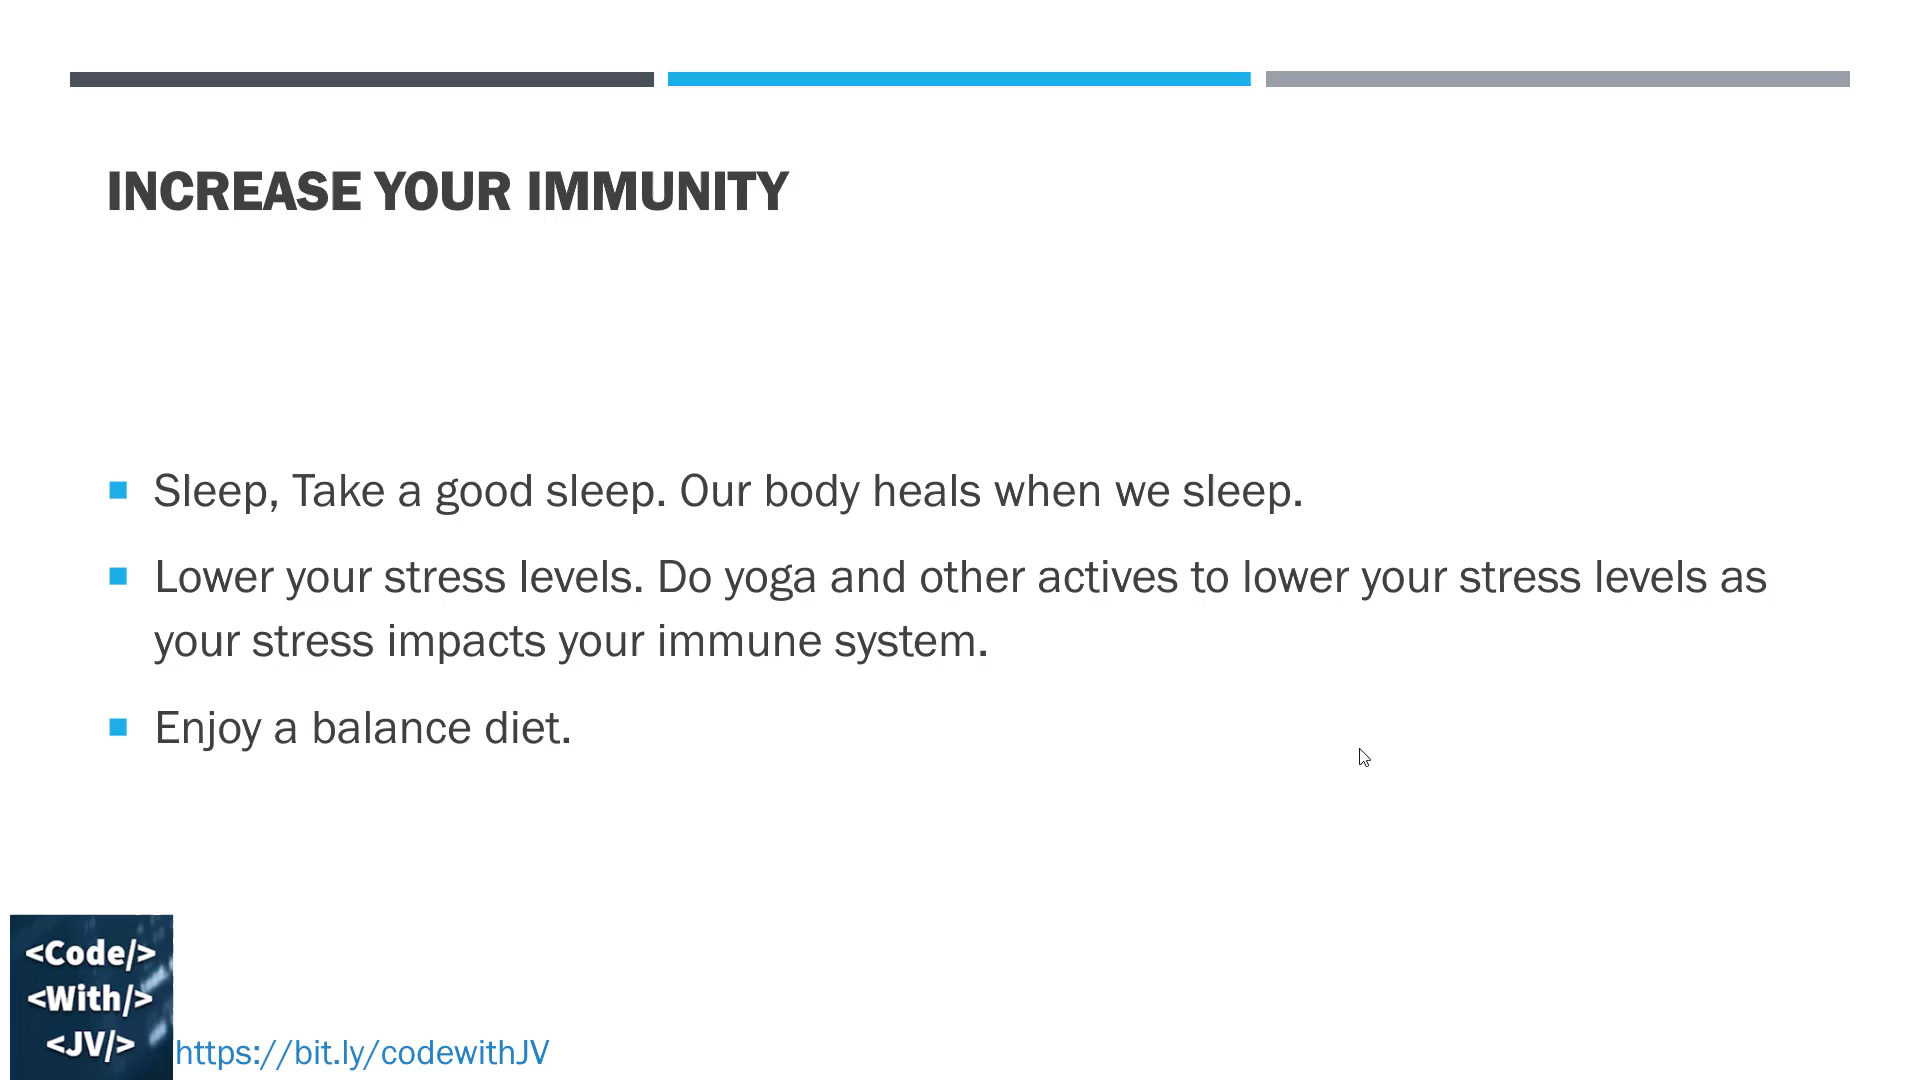 INCREASE YOUR IMMUNITY
Sleep, Take a good sleep. Our body heals when we sleep.
Lower your stress levels. Do yoga and other actives to lower your stress levels as
your stress impacts your immune system.
Enjoy a balance diet.
<Code/>
<With/>
<JV/>
https://bit.ly/codewithJV